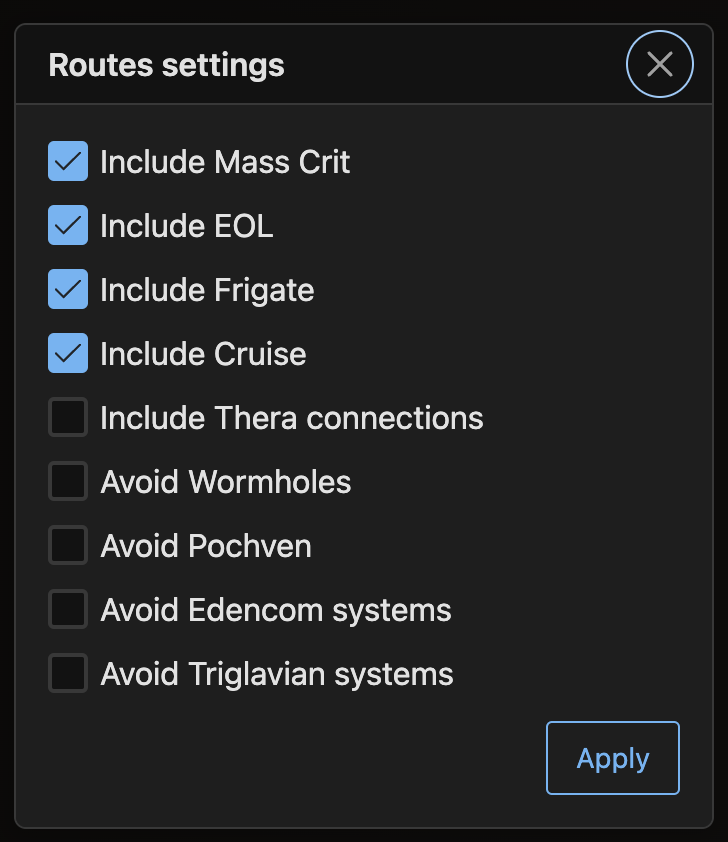 Routes settings
Include Mass Crit
Include EOL
Include Frigate
Include Cruise
Include Thera connections
Avoid Wormholes
Avoid Pochven
Avoid Edencom systems
Avoid Triglavian systems
Apply